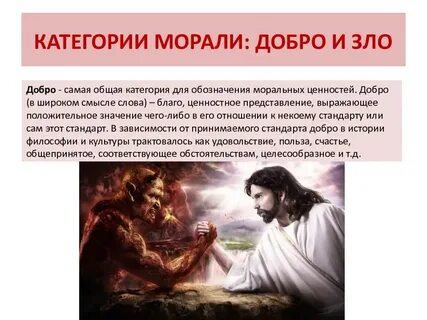 КАТЕГОРИИ МОРАЛИ: ДОБРО И ЗЛО
Добро - самая общая категория для обозначения моральных ценностей. Добро
(в широком смысле слова) – благо, ценностное представление, выражающее
положительное значение чего-либо в его отношении к некоему стандарту или
сам этот стандарт. В зависимости от принимаемого стандарта добро в истории
философии и культуры трактовалось как удовольствие, польза, счастье,
общепринятое, соответствующее обстоятельствам, целесообразное и т.д.